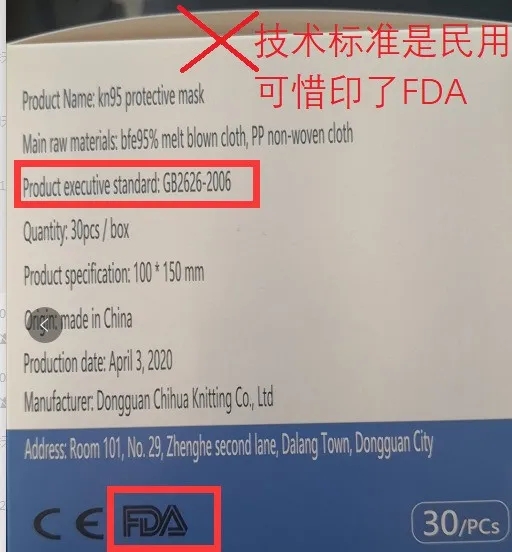 技术标准是民用
可惜印了FDA
Product Name: kn95 protective mask
Main raw materials: bfe95% melt blown cloth, PP non-woven cloth
Product executive standard: GB2626-2006
Quantity: 30pcs / box
Product specification: 100 * 150 mm
Origin: made in China
Production date: April 3, 2020
Manufacturer: Dongguan Chihua Knitting Co., Ltd
Address: Room 101, No. 29, Zhenghe second lane, Dalang Town, Dongguan City
CE FDA
30/PCs